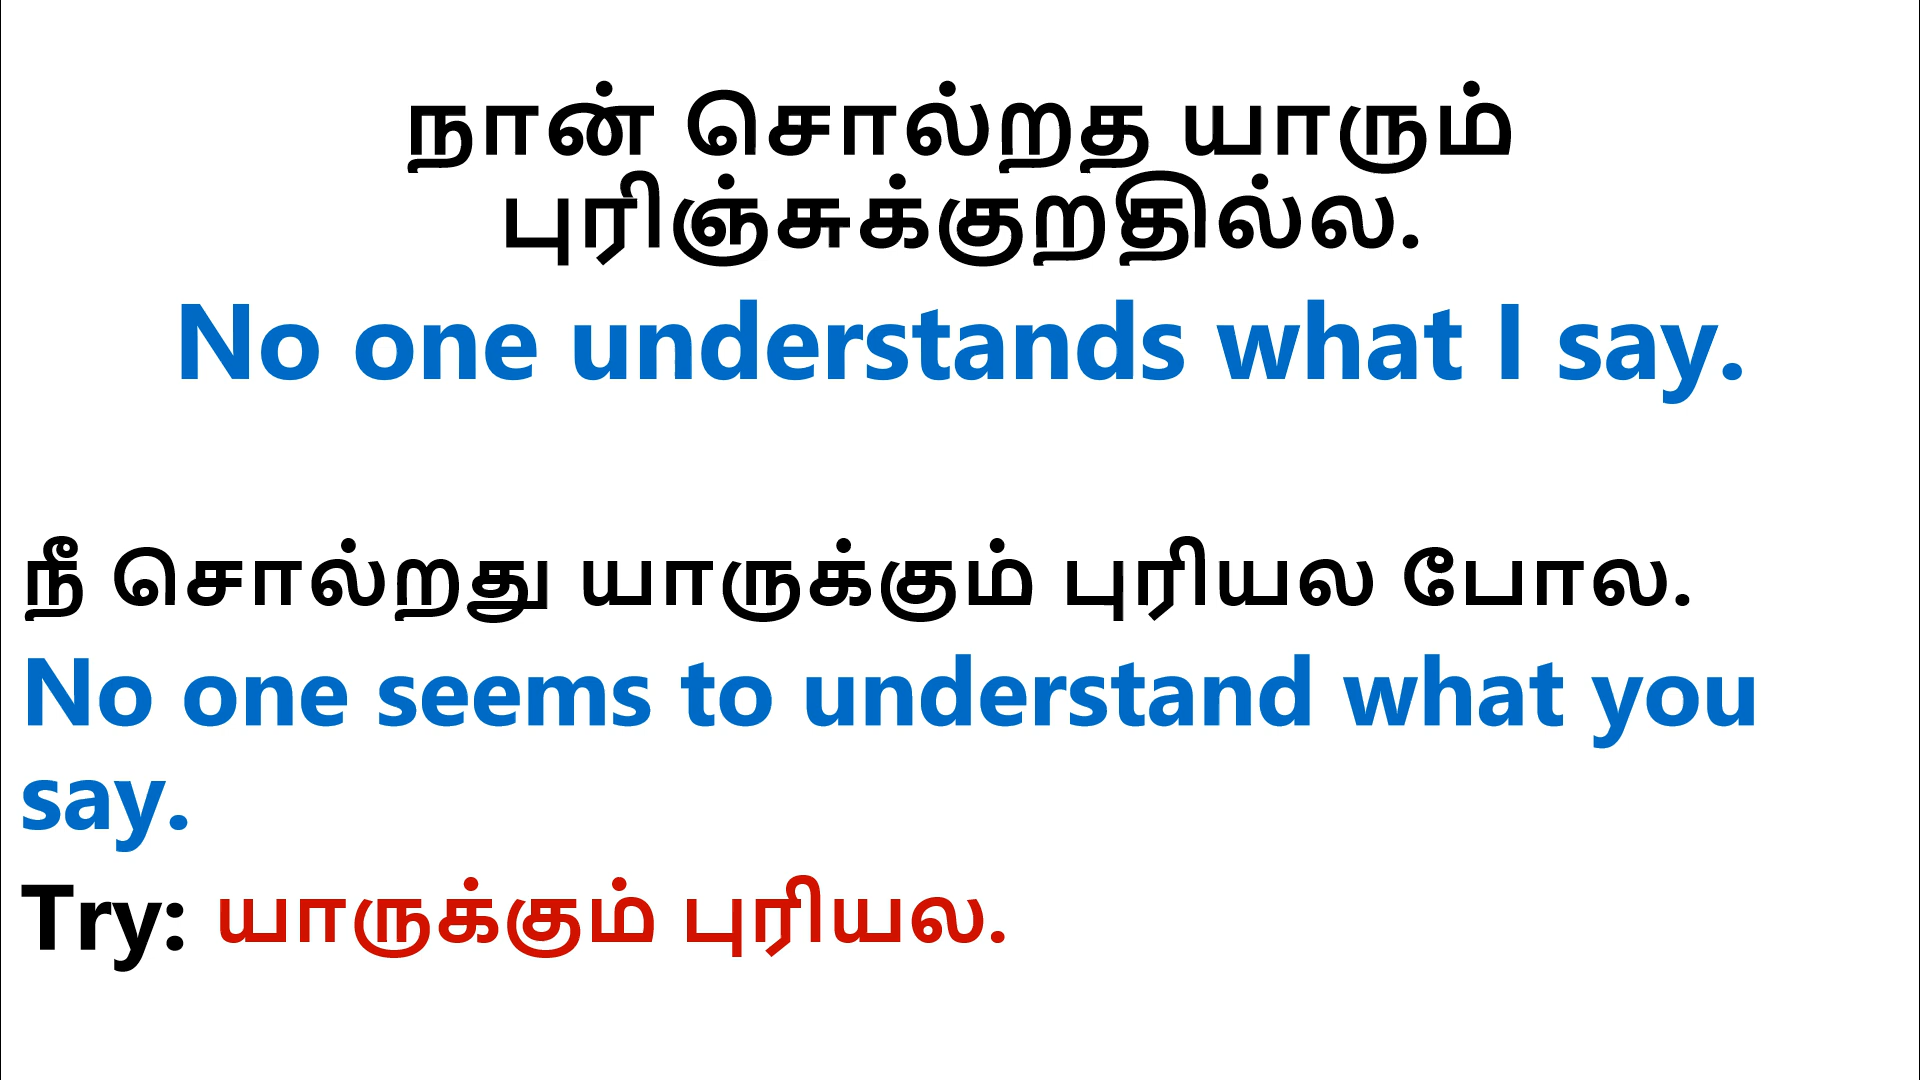 நான் சொல்றத யாரும்
புரிஞ்சுக்குறதில்ல.
No one understands what I say.
நீ சொல்றது யாருக்கும் புரியல போல.
No one seems to understand what you
say.
Try: யாருக்கும் புரியல.